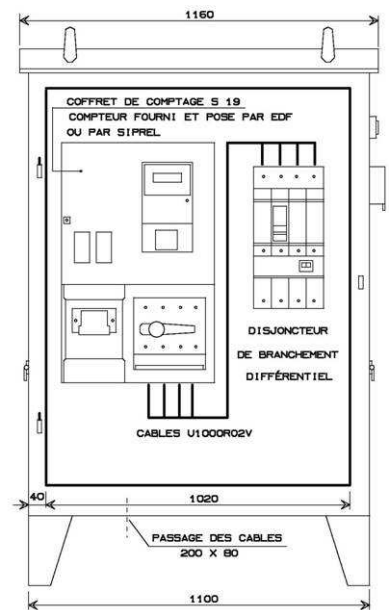 1160
COFFRET DE COMPTAGE S 19
COMPTEUR FOURNI ET POSE PAR EDF
OU PAR SIPREL
DISJONCTEUR
DE BRANCHEMENT
DIFFÉRENTIEL
CABLES U1000R02V
40
1020
PASSAGE DES CABLES
200 X 80
1100